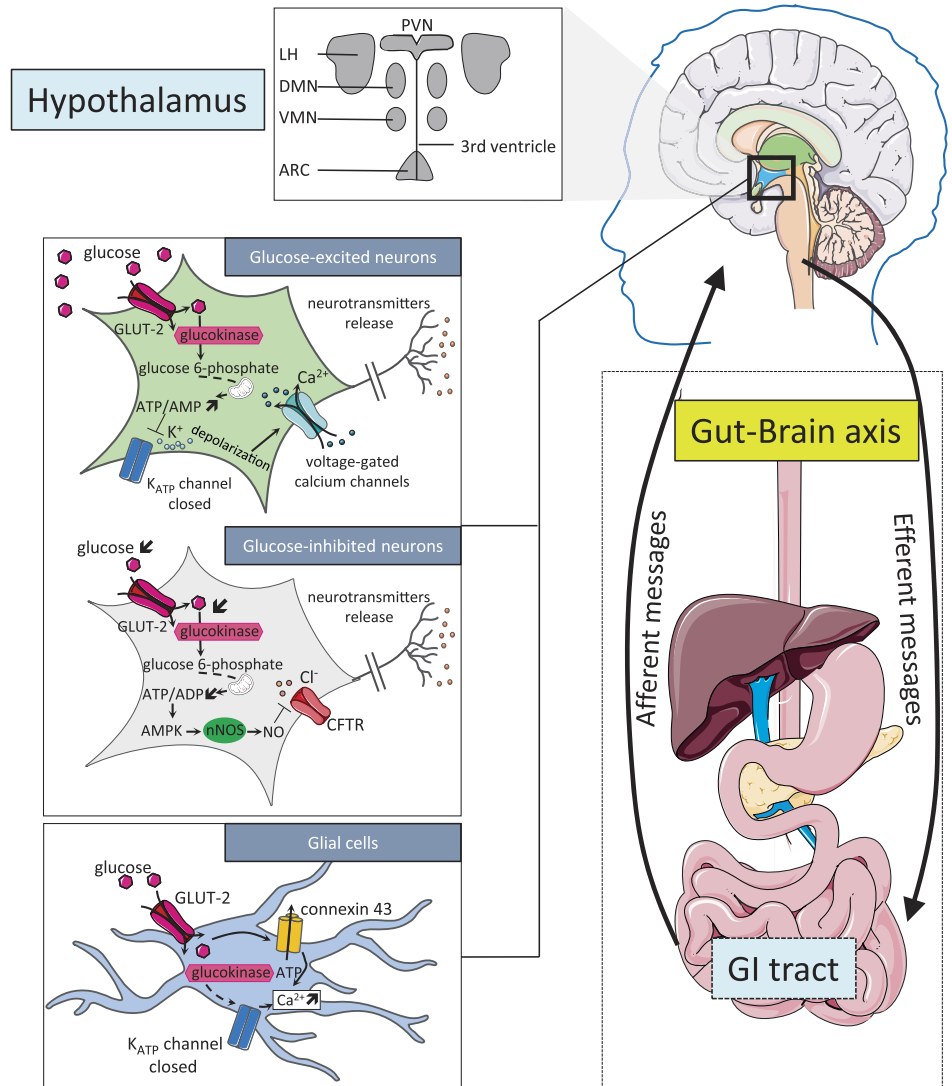 Hypothalamus
PVN
LH
DMN
VMN
3rd ventricle
ARC
Glucose-excited neurons
glucose
neurotransmitters
release
GLUT-2
glucokinase
glucose 6-phosphate
Ca²⁺
ATP/AMP
K⁺
depolarization
voltage-gated
calcium channels
K_ATP channel
closed
Glucose-inhibited neurons
glucose
neurotransmitters
release
GLUT-2
glucokinase
glucose 6-phosphate
Cl⁻
ATP/ADP
CFTR
AMPK
nNOS
NO
Glial cells
glucose
GLUT-2
connexin 43
glucokinase
ATP
Ca²⁺
K_ATP channel
closed
Gut-Brain axis
Afferent messages
Efferent messages
GI tract